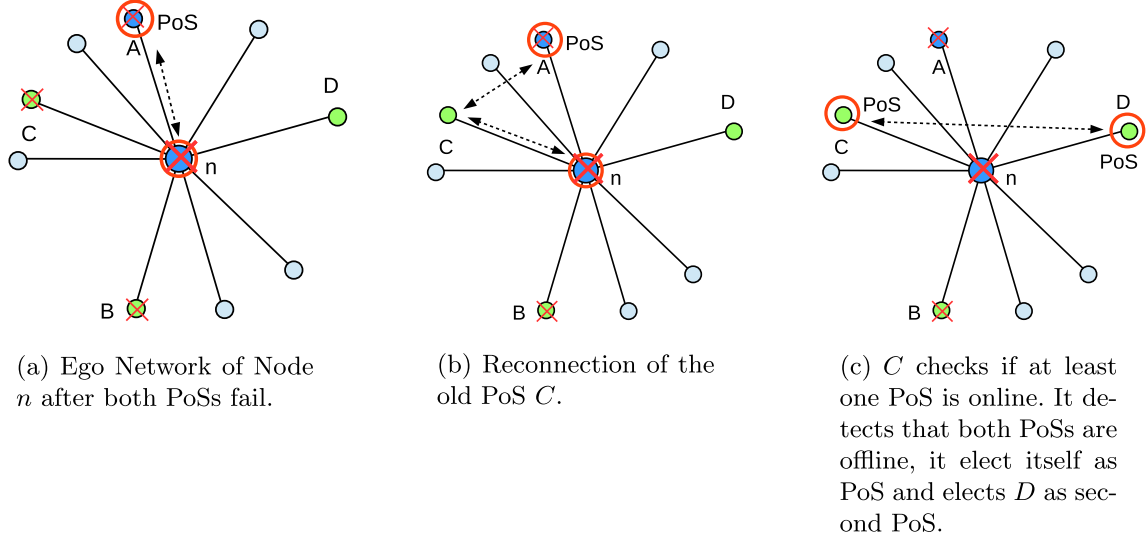 PoS
A
D
C
n
B
(a) Ego Network of Node
n after both PoSs fail.
PoS
A
D
C
n
B
(b) Reconnection of the
old PoS C.
A
PoS
D
C
PoS
n
B
(c) C checks if at least
one PoS is online. It de-
tects that both PoSs are
offline, it elect itself as
PoS and elects D as sec-
ond PoS.